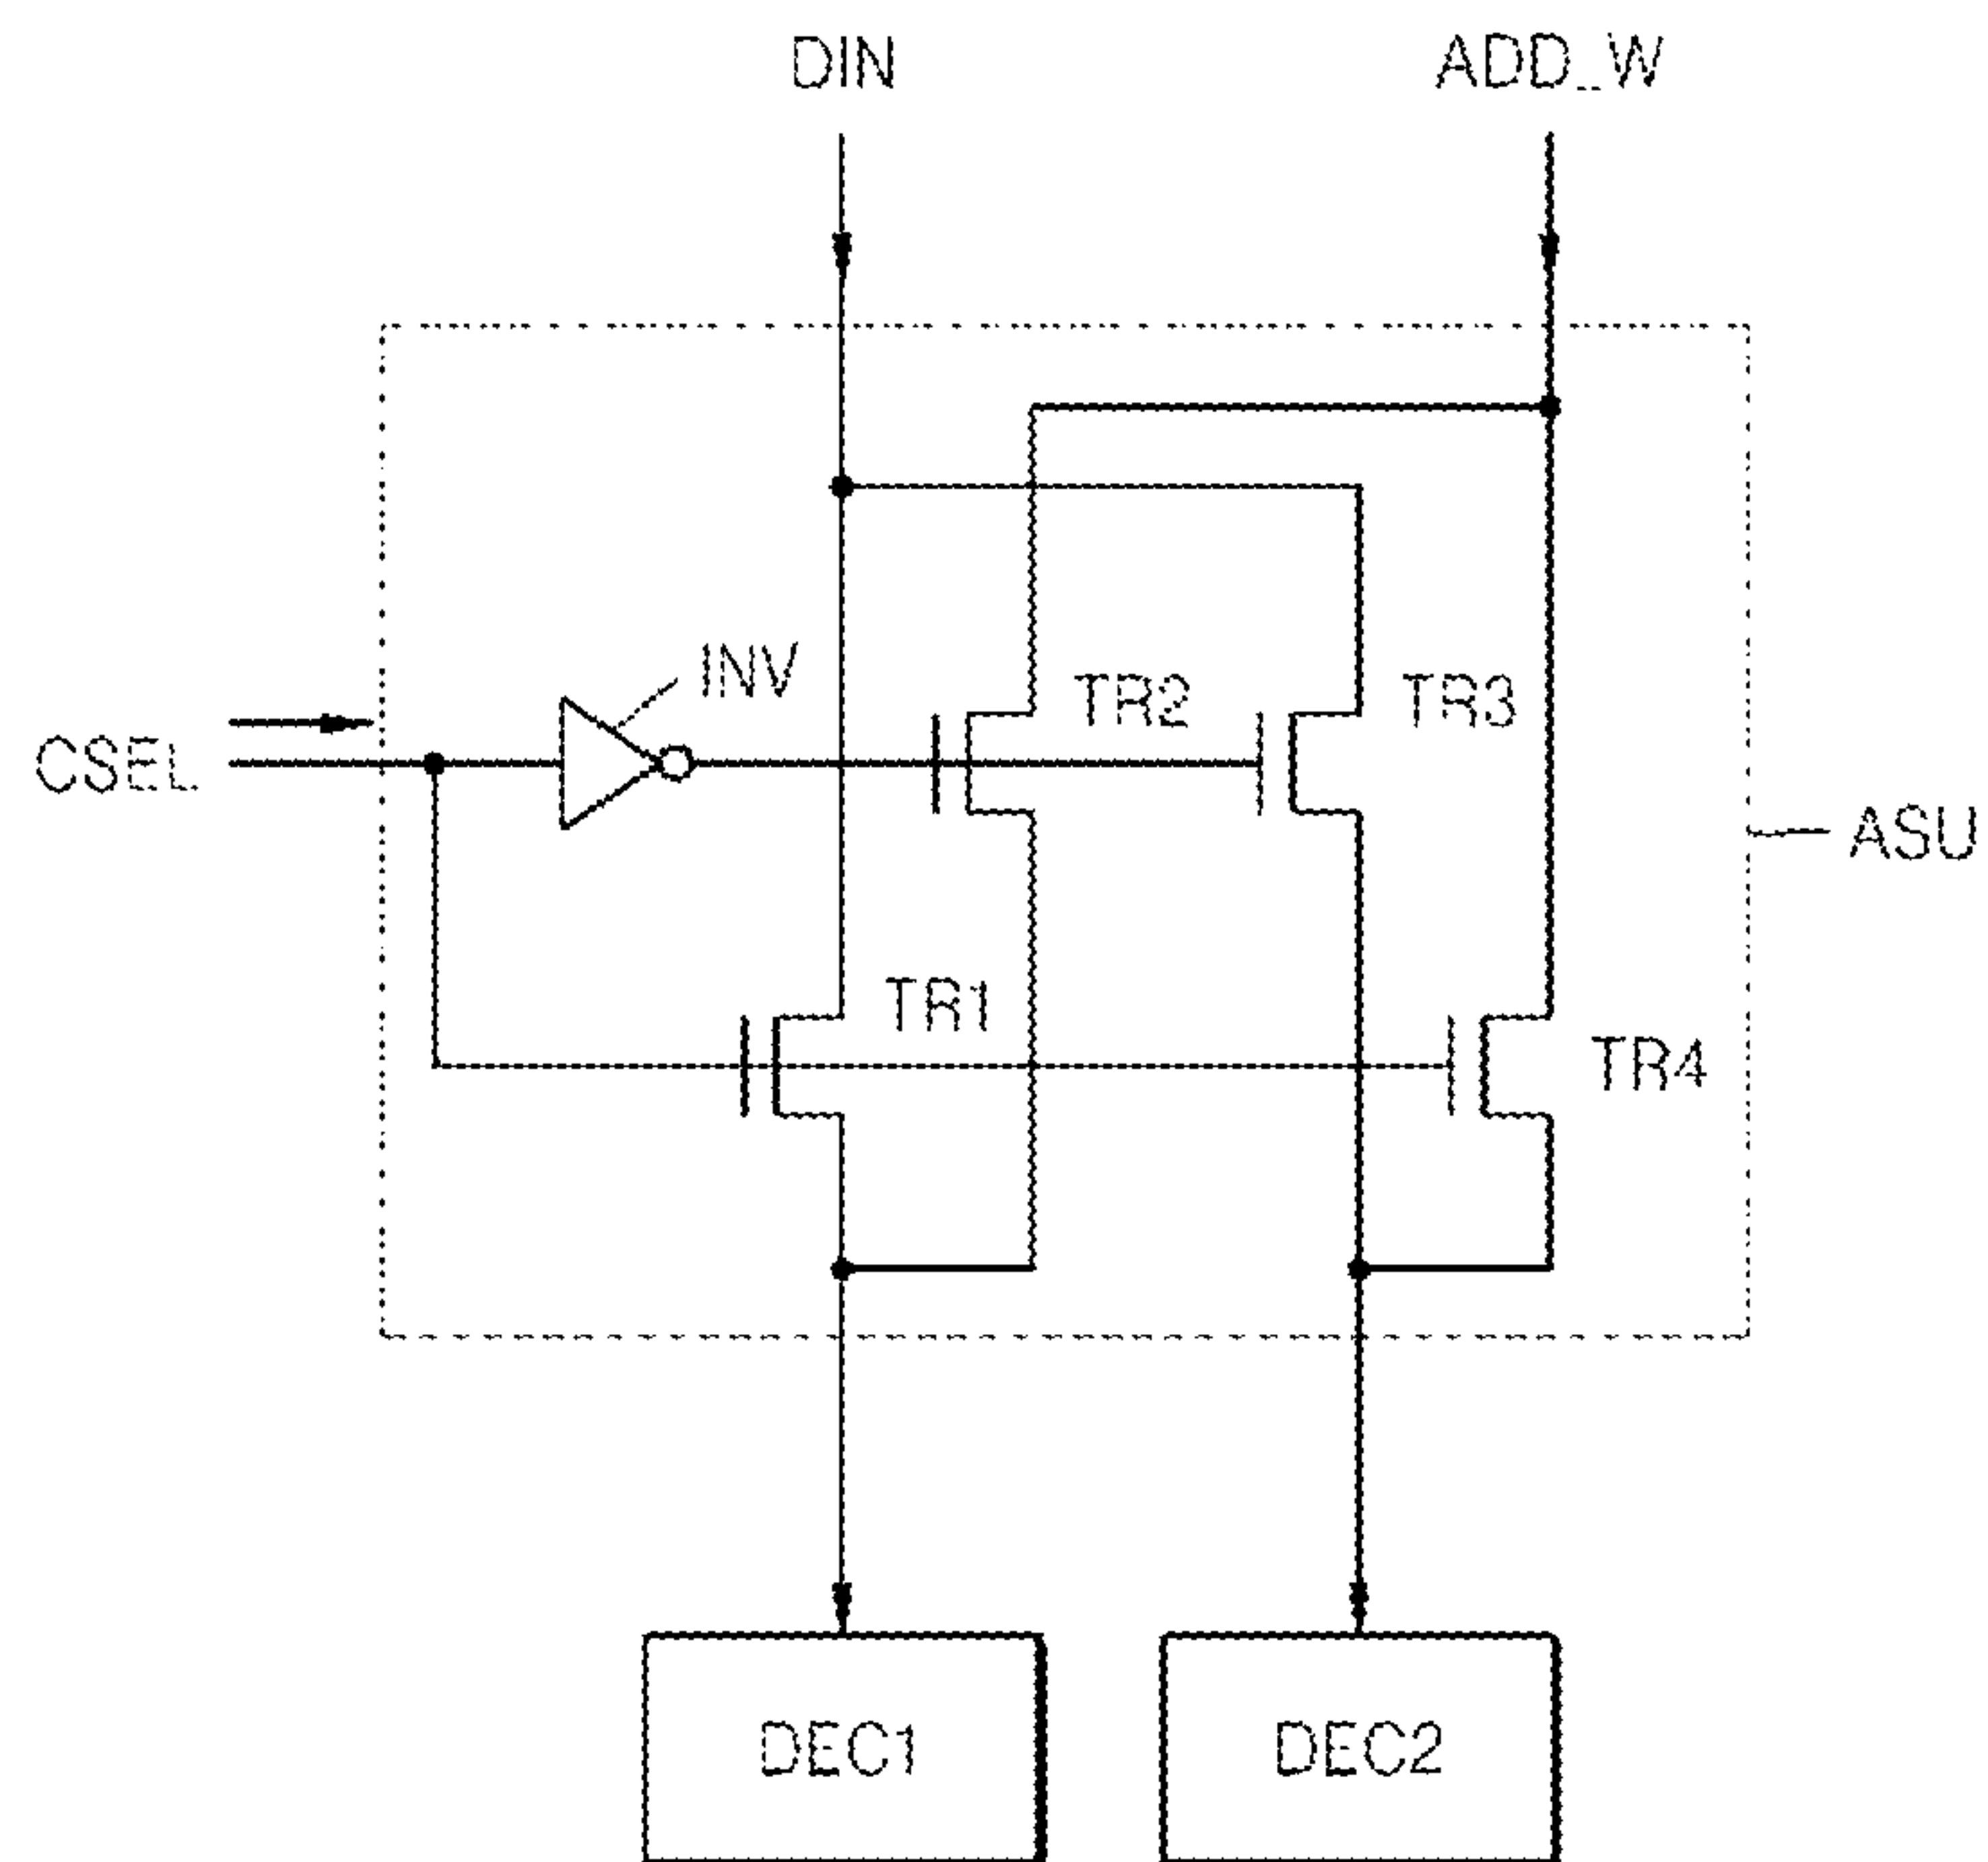 DIN
ADD_W
INV
TR2
TR3
CSEL
ASU
TR1
TR4
DEC1
DEC2